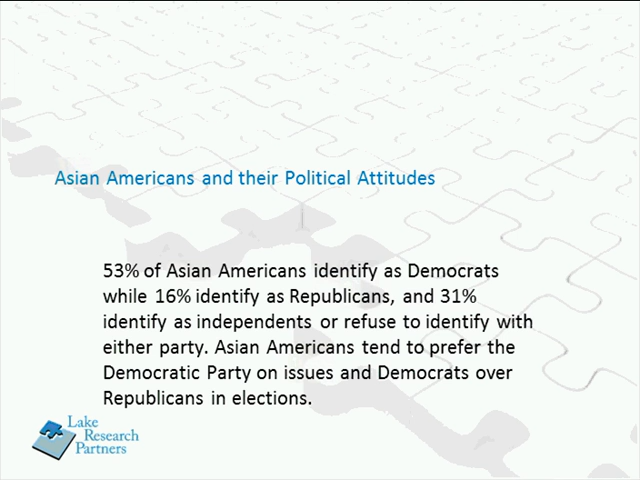 Asian Americans and their Political Attitudes
53% of Asian Americans identify as Democrats
while 16% identify as Republicans, and 31%
identify as independents or refuse to identify with
either party. Asian Americans tend to prefer the
Democratic Party on issues and Democrats over
Republicans in elections.
Lake
Research
Partners